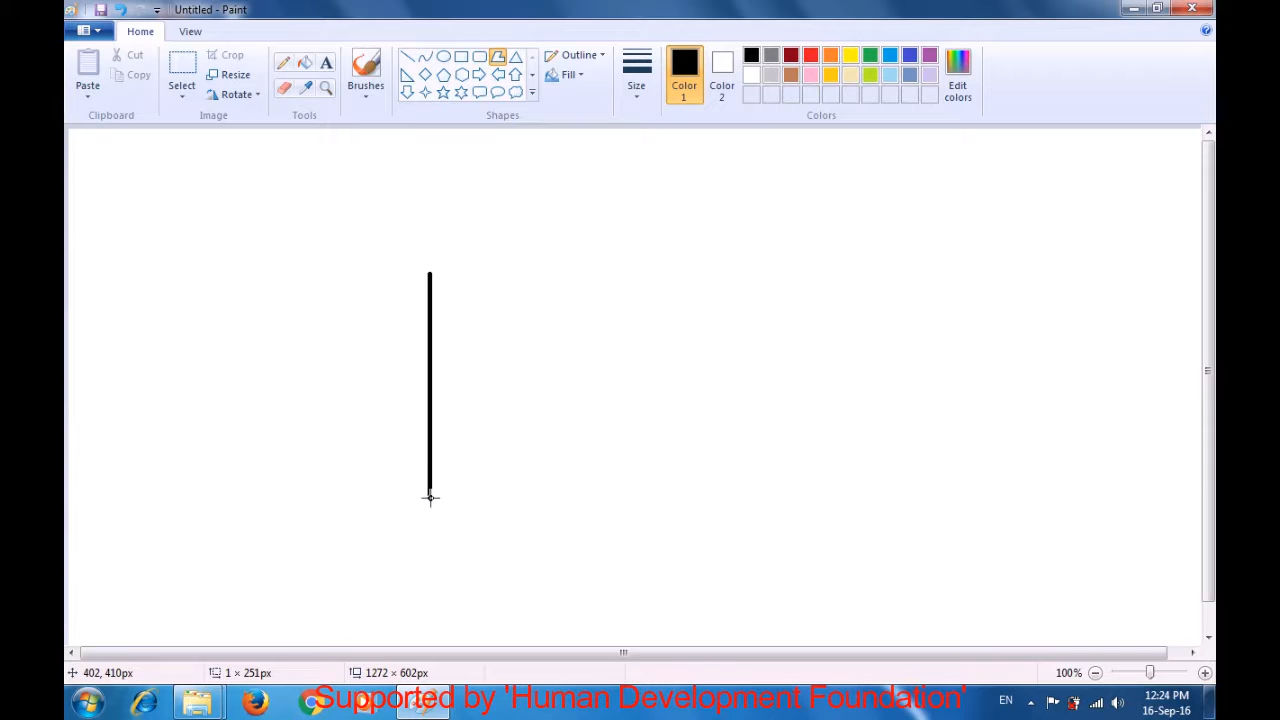 Untitled - Paint
Home View
Paste
Cut
Copy
Clipboard
Select
Crop
Resize
Rotate
Image
Tools
Brushes
Shapes
Outline
Fill
Size
Color 1
Color 2
Edit colors
Colors
402, 410px
1 × 251px
1272 × 602px
100%
Supported by 'Human Development Foundation'
EN
12:24 PM
16-Sep-16